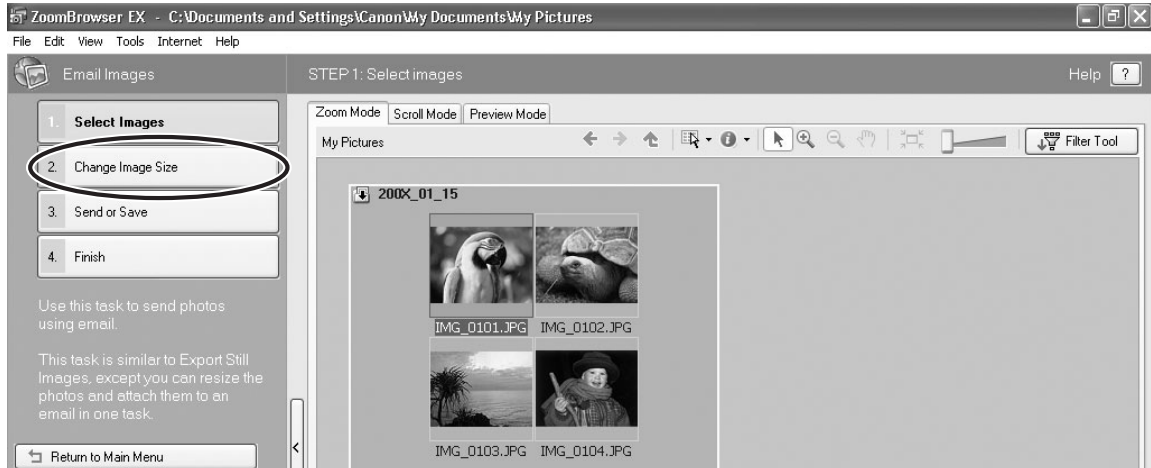 ZoomBrowser EX - C:\Documents and Settings\Canon\My Documents\My Pictures
File Edit View Tools Internet Help
Email Images
STEP 1: Select images
Help ?
1. Select Images
2. Change Image Size
3. Send or Save
4. Finish
Use this task to send photos
using email.
This task is similar to Export Still
Images, except you can resize the
photos and attach them to an
email in one task.
Return to Main Menu
Zoom Mode Scroll Mode Preview Mode
My Pictures
Filter Tool
200X_01_15
IMG_0101.JPG IMG_0102.JPG
IMG_0103.JPG IMG_0104.JPG